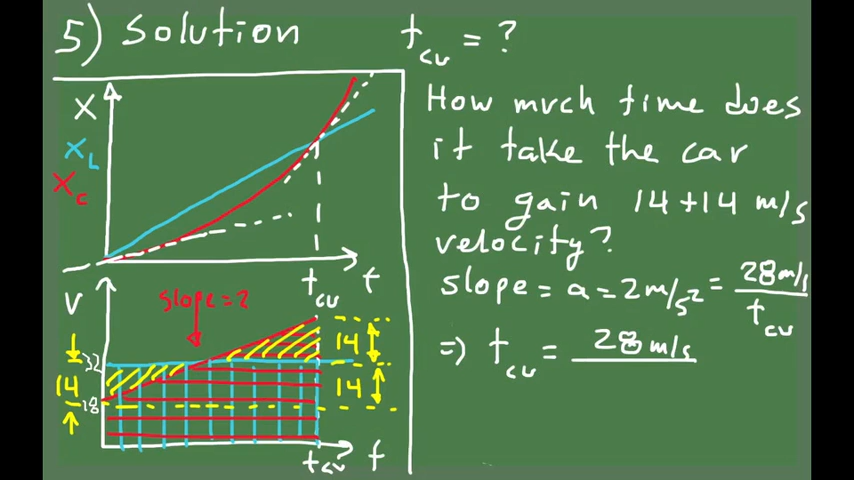 5) Solution
t_cu = ?
X
X_L
X_C
t_cu
t
How much time does
it take the car
to gain 14+14 m/s
velocity?
slope = a = 2 m/s² = 28 m/s / t_cu
=> t_cu = 28 m/s
V
slope = 2
32
14
18
14
14
t_cu
t